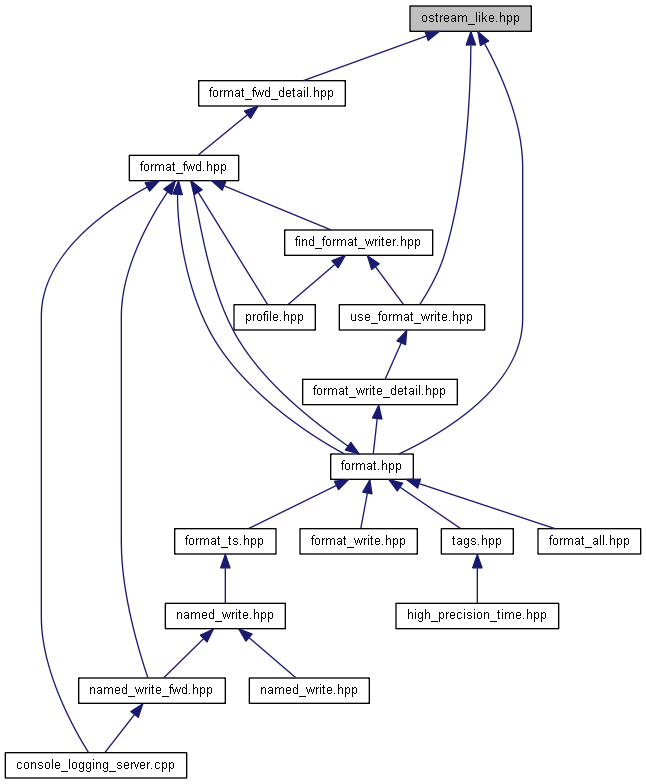 ostream_like.hpp
format_fwd_detail.hpp
format_fwd.hpp
find_format_writer.hpp
profile.hpp
use_format_write.hpp
format_write_detail.hpp
format.hpp
format_ts.hpp
format_write.hpp
tags.hpp
format_all.hpp
named_write.hpp
high_precision_time.hpp
named_write_fwd.hpp
named_write.hpp
console_logging_server.cpp